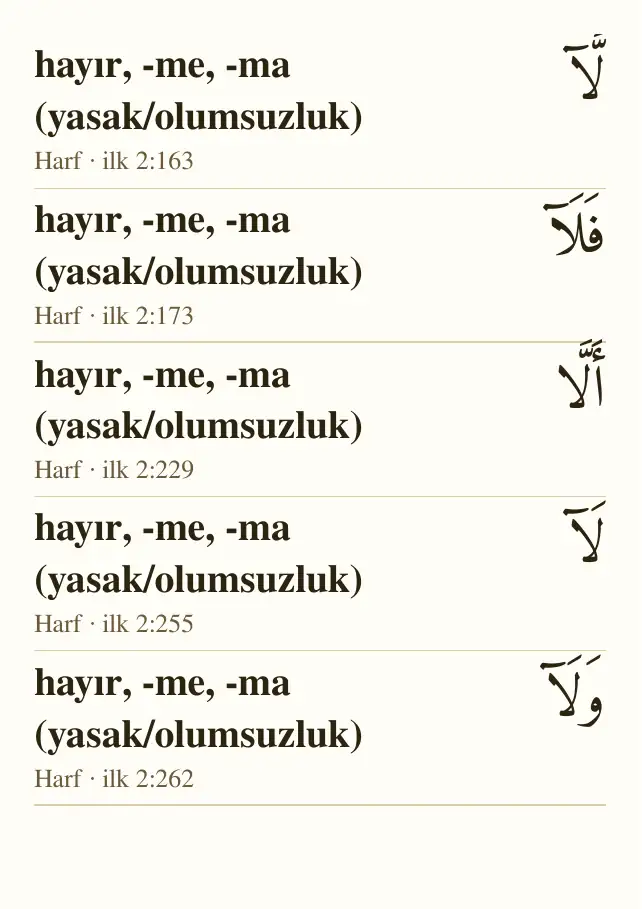 hayır, -me, -ma لَّآ
(yasak/olumsuzluk)
Harf · ilk 2:163
hayır, -me, -ma فَلَآ
(yasak/olumsuzluk)
Harf · ilk 2:173
hayır, -me, -ma أَلَّا
(yasak/olumsuzluk)
Harf · ilk 2:229
hayır, -me, -ma لَآ
(yasak/olumsuzluk)
Harf · ilk 2:255
hayır, -me, -ma وَلَآ
(yasak/olumsuzluk)
Harf · ilk 2:262